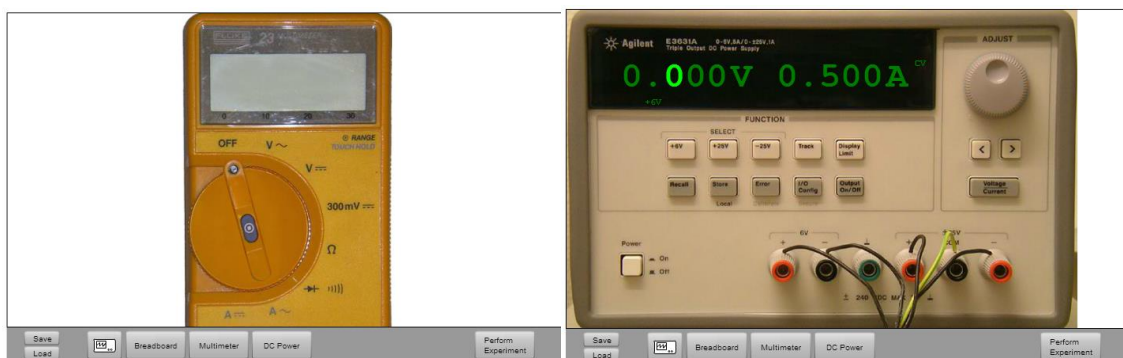 FLUKE 23
0 10 20 30
OFF V~
RANGE
TOUCH HOLD
V
300mV
Ω
A A~
Save
Load
Breadboard Multimeter DC Power
Perform
Experiment
Agilent E3631A 0-6V,5A/0-±25V,1A
Triple Output DC Power Supply
0.000V 0.500A CV
+6V
ADJUST
FUNCTION
SELECT
+6V +25V -25V Track Display
Limit
< >
Recall Store Error I/O
Config Output
On/Off
Voltage
Current
Local
Power
On
Off
6V ±25V
+ - + COM -
Save
Load
Breadboard Multimeter DC Power
Perform
Experiment